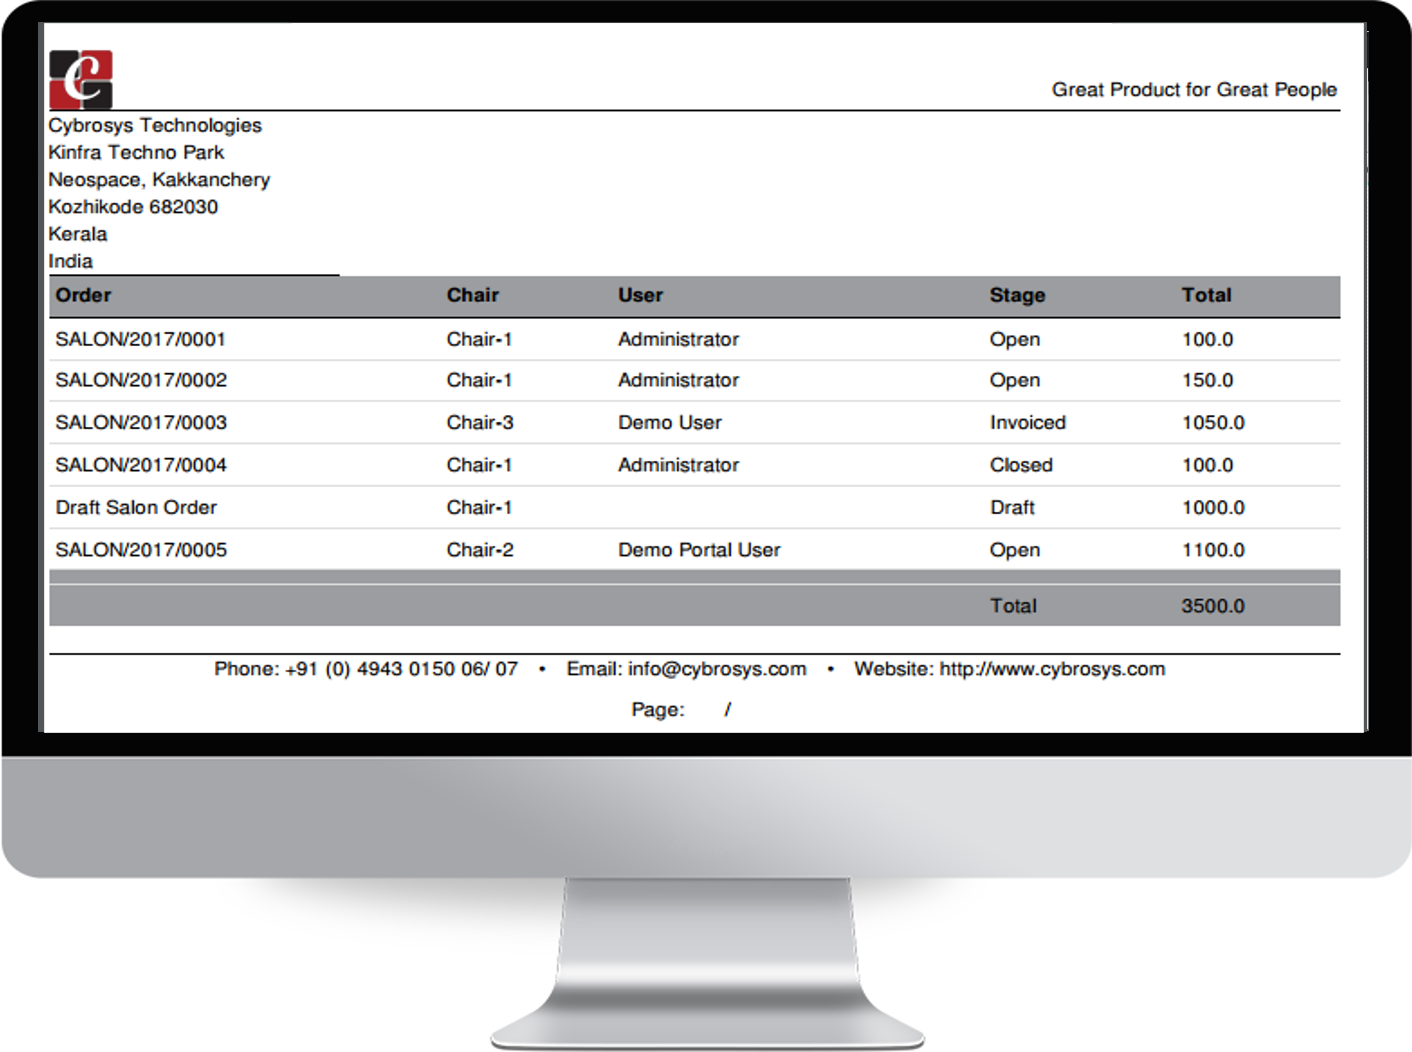 C
Great Product for Great People
Cybrosys Technologies
Kinfra Techno Park
Neospace, Kakkanchery
Kozhikode 682030
Kerala
India
Order Chair User Stage Total
SALON/2017/0001 Chair-1 Administrator Open 100.0
SALON/2017/0002 Chair-1 Administrator Open 150.0
SALON/2017/0003 Chair-3 Demo User Invoiced 1050.0
SALON/2017/0004 Chair-1 Administrator Closed 100.0
Draft Salon Order Chair-1 Draft 1000.0
SALON/2017/0005 Chair-2 Demo Portal User Open 1100.0
Total 3500.0
Phone: +91 (0) 4943 0150 06/ 07 • Email: info@cybrosys.com • Website: http://www.cybrosys.com
Page: /